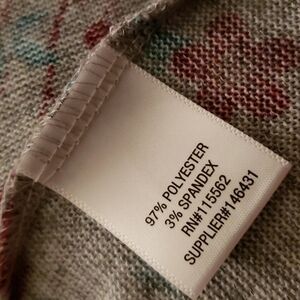 97% POLYESTER
3% SPANDEX
RN#115562
SUPPLIER#146431